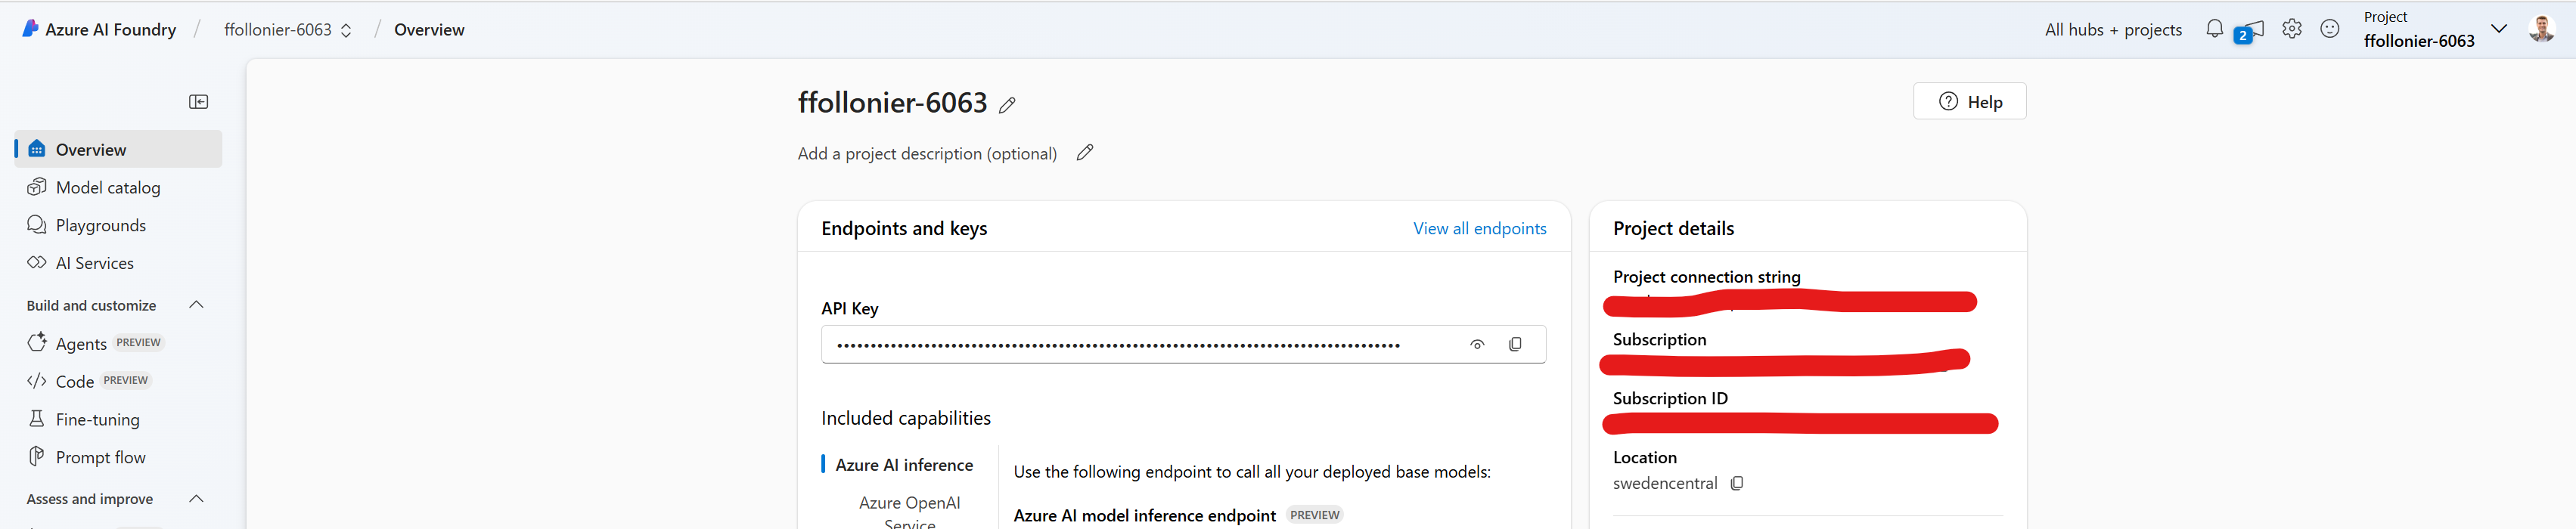 Azure AI Foundry / ffollonier-6063 / Overview
All hubs + projects
2
Project
ffollonier-6063
Overview
Model catalog
Playgrounds
AI Services
Build and customize
Agents PREVIEW
Code PREVIEW
Fine-tuning
Prompt flow
Assess and improve
ffollonier-6063
Help
Add a project description (optional)
Endpoints and keys
View all endpoints
API Key
Included capabilities
Azure AI inference
Azure OpenAI
Service
Use the following endpoint to call all your deployed base models:
Azure AI model inference endpoint PREVIEW
Project details
Project connection string
Subscription
Subscription ID
Location
swedencentral